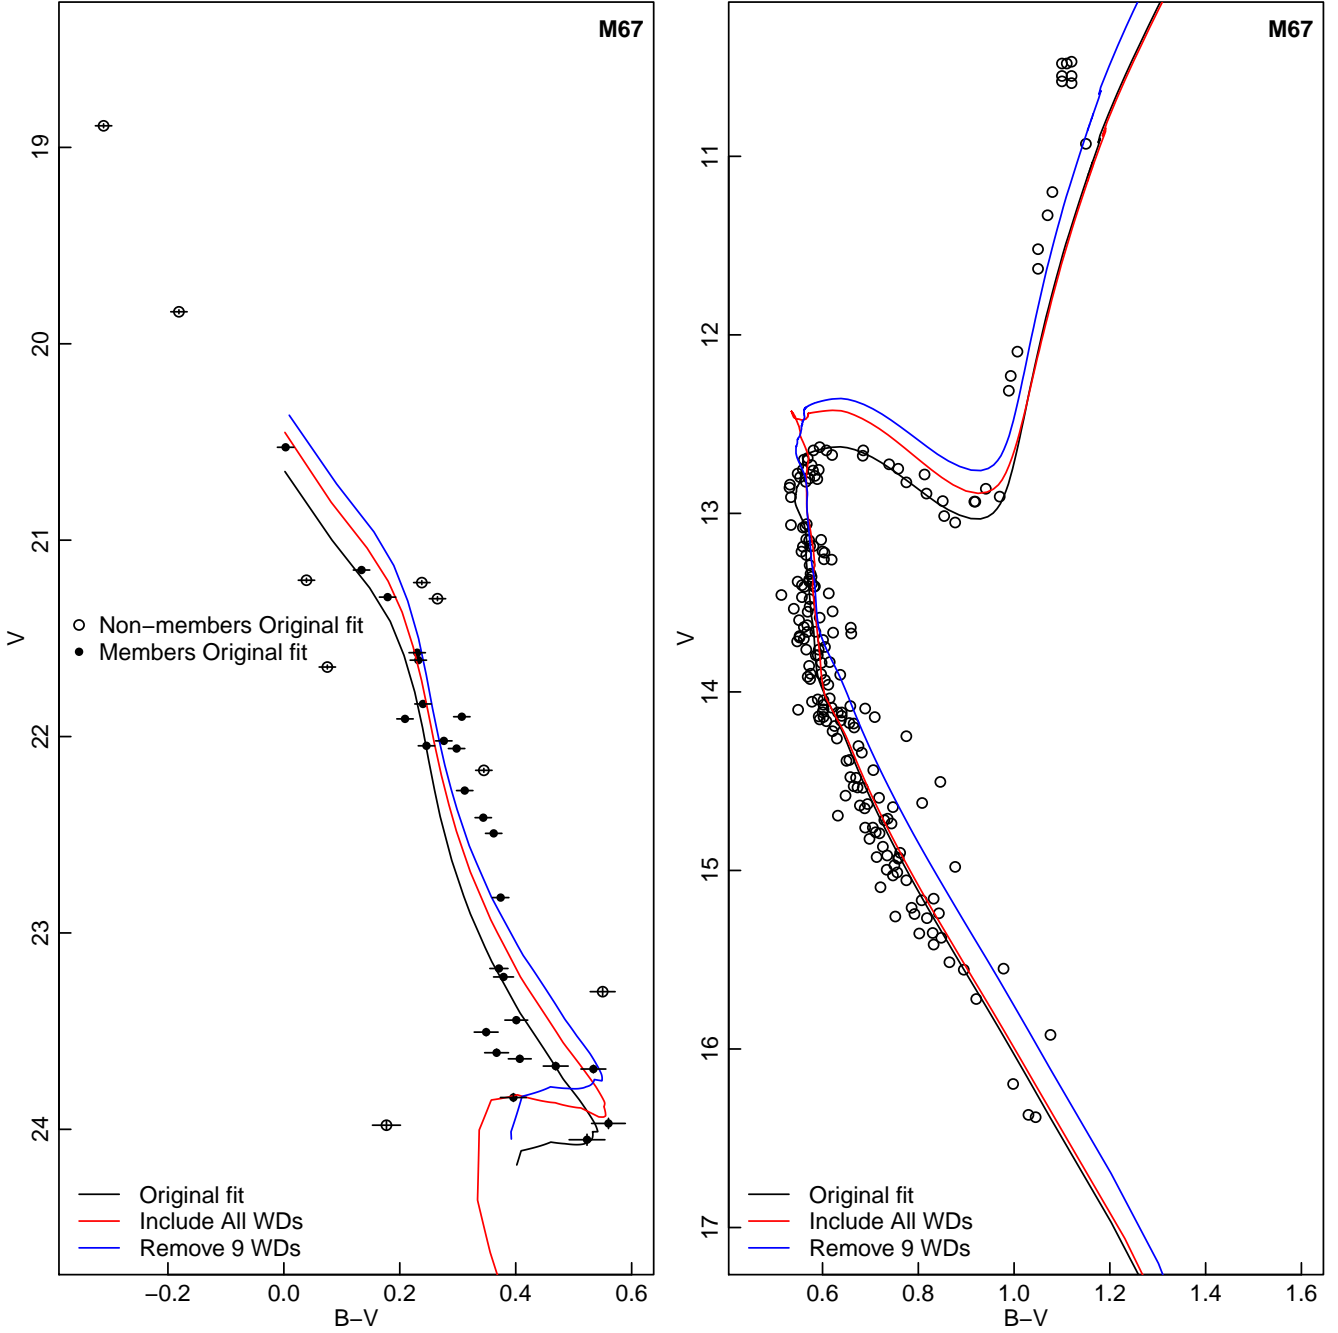 M67
19
20
21
22
23
24
V
Non−members Original fit
Members Original fit
Original fit
Include All WDs
Remove 9 WDs
−0.2
0.0
0.2
0.4
0.6
B−V
M67
11
12
13
14
15
16
17
V
Original fit
Include All WDs
Remove 9 WDs
0.6
0.8
1.0
1.2
1.4
1.6
B−V